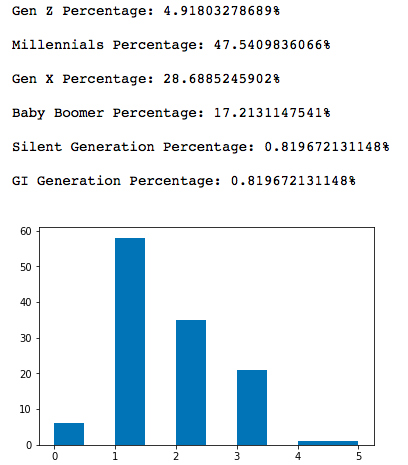 Gen Z Percentage: 4.91803278689%
Millennials Percentage: 47.5409836066%
Gen X Percentage: 28.6885245902%
Baby Boomer Percentage: 17.2131147541%
Silent Generation Percentage: 0.819672131148%
GI Generation Percentage: 0.819672131148%
60
50
40
30
20
10
0
0 1 2 3 4 5